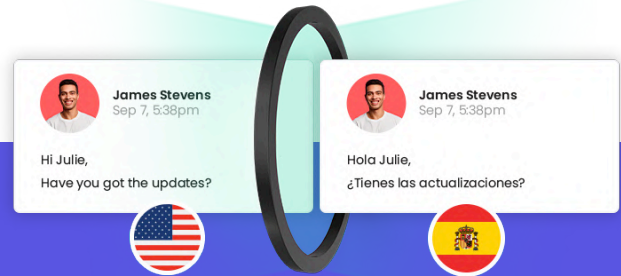 James Stevens
Sep 7, 5:38pm
Hi Julie,
Have you got the updates?
James Stevens
Sep 7, 5:38pm
Hola Julie,
¿Tienes las actualizaciones?